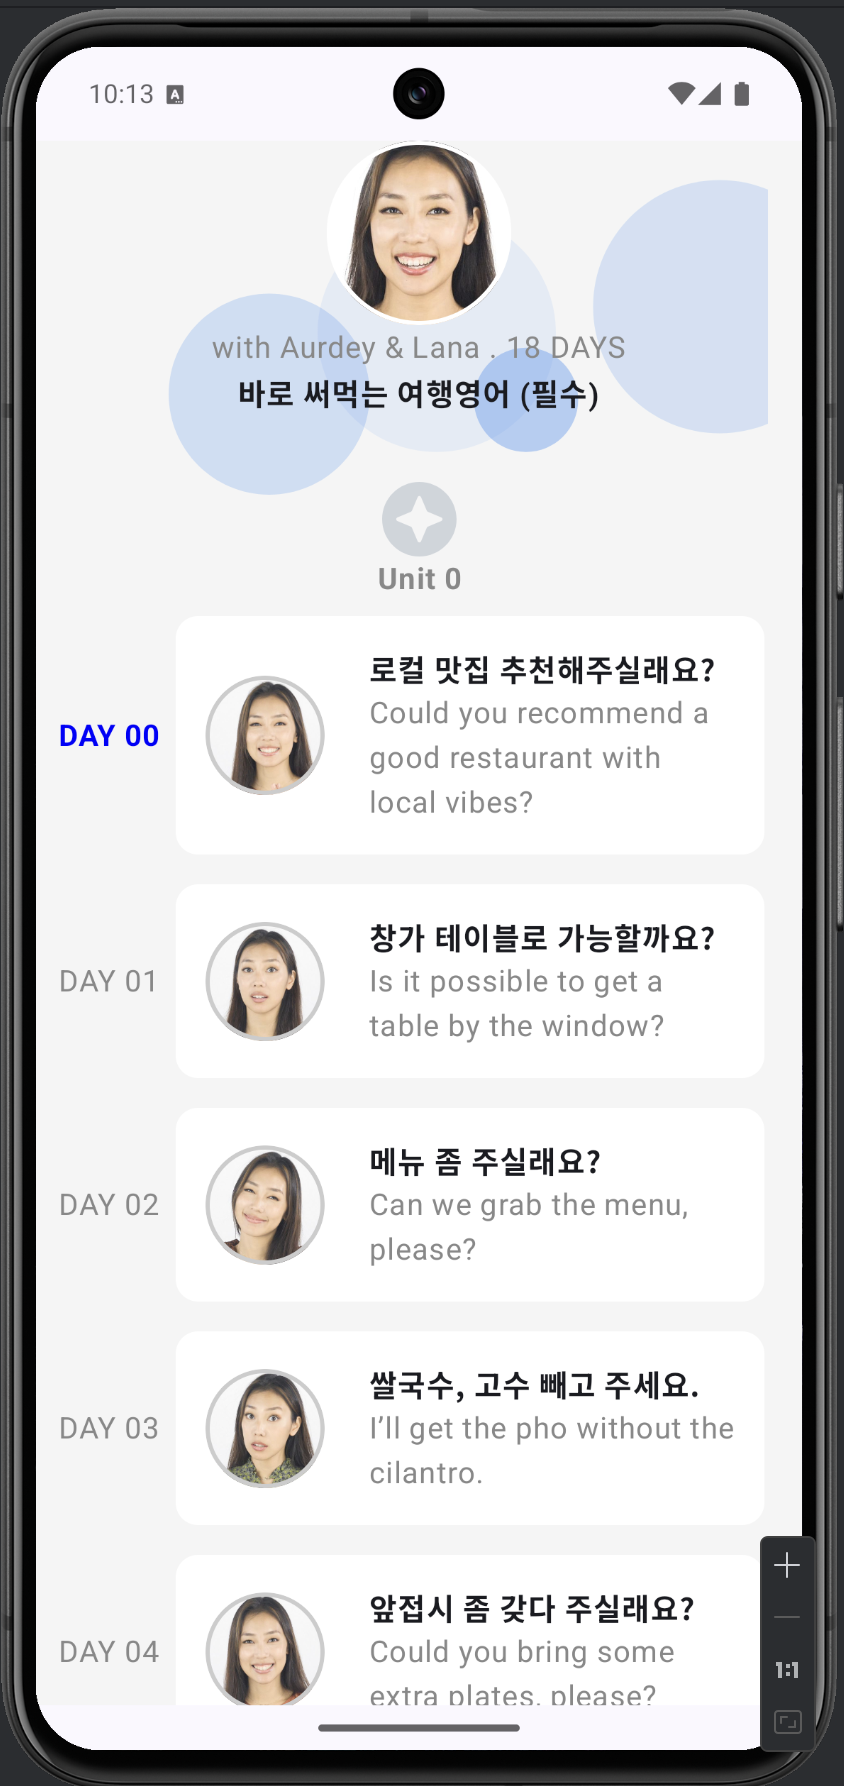 10:13
A
with Aurdey & Lana . 18 DAYS
바로 써먹는 여행영어 (필수)
Unit 0
DAY 00
로컬 맛집 추천해주실래요?
Could you recommend a
good restaurant with
local vibes?
DAY 01
창가 테이블로 가능할까요?
Is it possible to get a
table by the window?
DAY 02
메뉴 좀 주실래요?
Can we grab the menu,
please?
DAY 03
쌀국수, 고수 빼고 주세요.
I’ll get the pho without the
cilantro.
DAY 04
앞접시 좀 갖다 주실래요?
Could you bring some
extra plates, please?
1:1